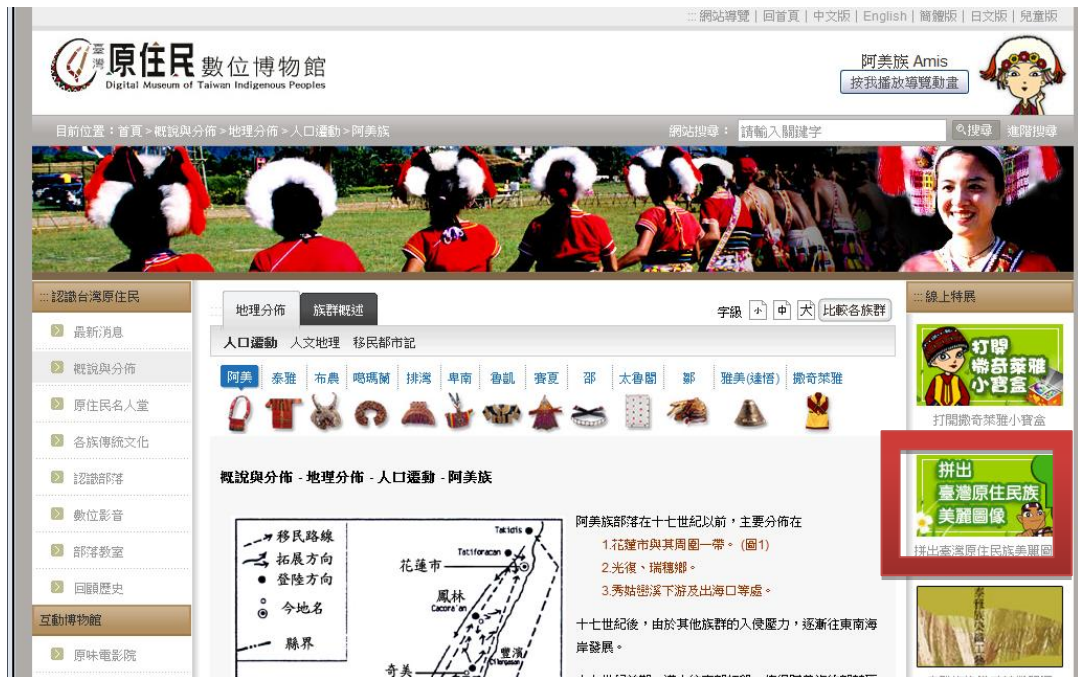 :::網站導覽 | 回首頁 | 中文版 | English | 簡體版 | 日文版 | 兒童版
臺灣原住民數位博物館
Digital Museum of Taiwan Indigenous Peoples
阿美族 Amis
按我播放導覽動畫
目前位置：首頁 > 概說與分佈 > 地理分佈 > 人口遷動 > 阿美族
網站搜尋： 請輸入關鍵字 搜尋 進階搜尋
:::認識台灣原住民
最新消息
概說與分佈
原住民名人堂
各族傳統文化
認識部落
數位影音
部落教室
回顧歷史
互動博物館
原味電影院
地理分佈 族群概述
字級 小 中 大 比較各族群
人口遷動 人文地理 移民都市記
阿美 泰雅 布農 噶瑪蘭 排灣 卑南 魯凱 賽夏 邵 太魯閣 鄒 雅美(達悟) 撒奇萊雅
概說與分佈 - 地理分佈 - 人口遷動 - 阿美族
移民路線
拓展方向
登陸方向
今地名
縣界
Takidis
Tatiforacan
花蓮市
鳳林
Cacora'an
豐濱
Cilangasan
奇美
阿美族部落在十七世紀以前，主要分佈在
1.花蓮市與其周圍一帶。 (圖1)
2.光復、瑞穗鄉。
3.秀姑巒溪下游及出海口等處。
十七世紀後，由於其他族群的入侵壓力，逐漸往東南海
岸發展。
:::線上特展
打開
撒奇萊雅
小寶盒
打開撒奇萊雅小寶盒
拼出
臺灣原住民族
美麗圖像
拼出臺灣原住民族美麗圖